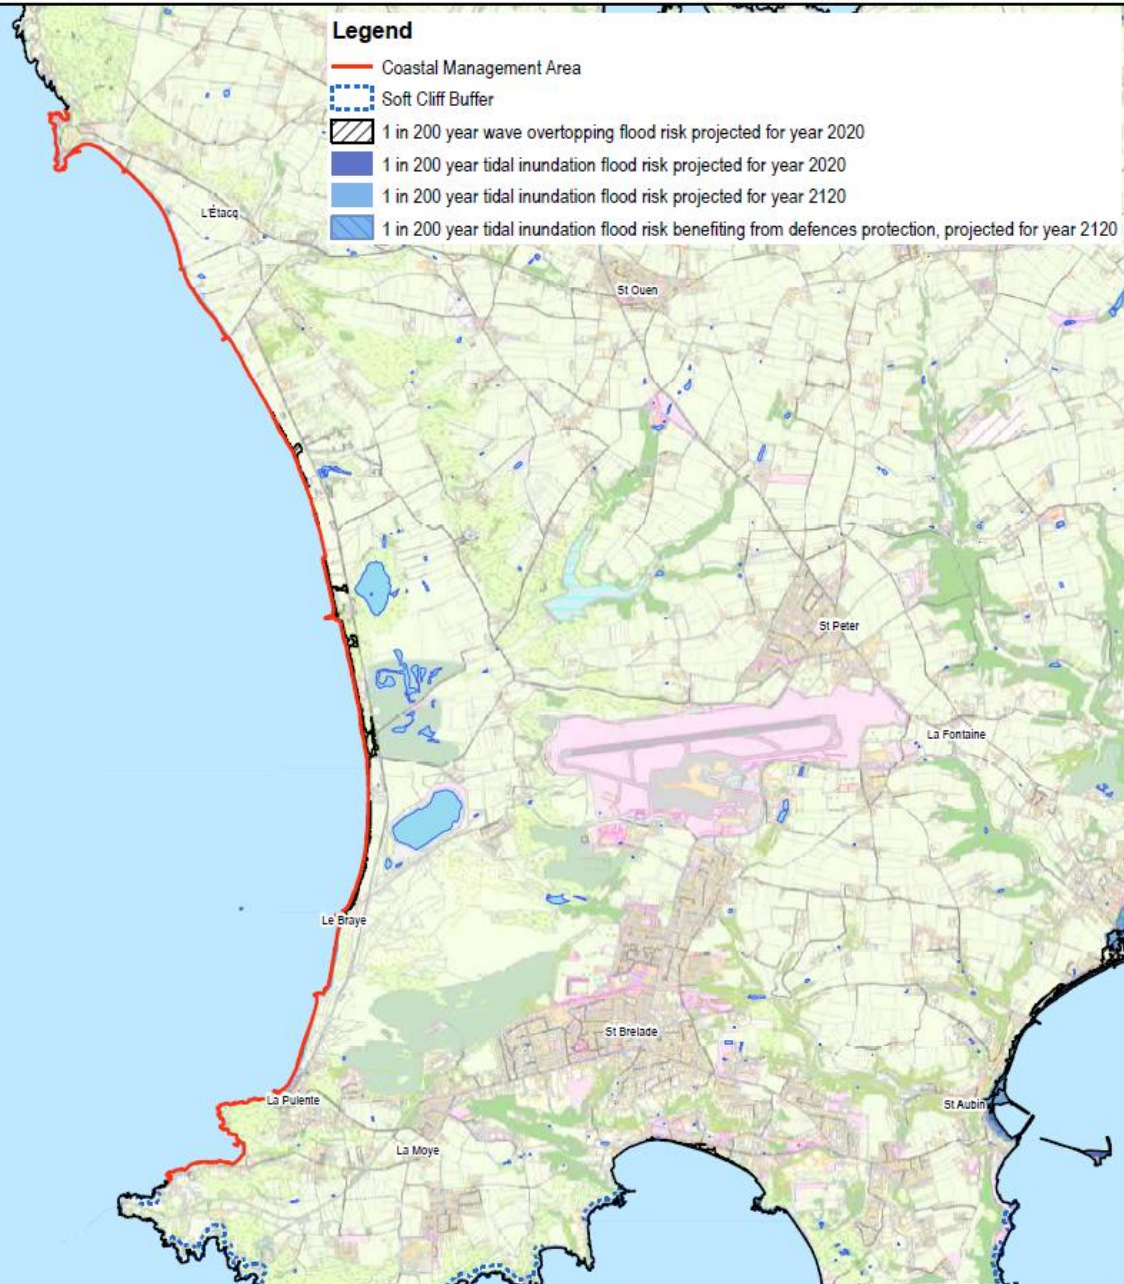 Legend
Coastal Management Area
Soft Cliff Buffer
1 in 200 year wave overtopping flood risk projected for year 2020
1 in 200 year tidal inundation flood risk projected for year 2020
1 in 200 year tidal inundation flood risk projected for year 2120
1 in 200 year tidal inundation flood risk benefiting from defences protection, projected for year 2120
L'Étacq
St Ouen
St Peter
La Fontaine
Le Braye
St Brelade
La Pulente
St Aubin
La Moye